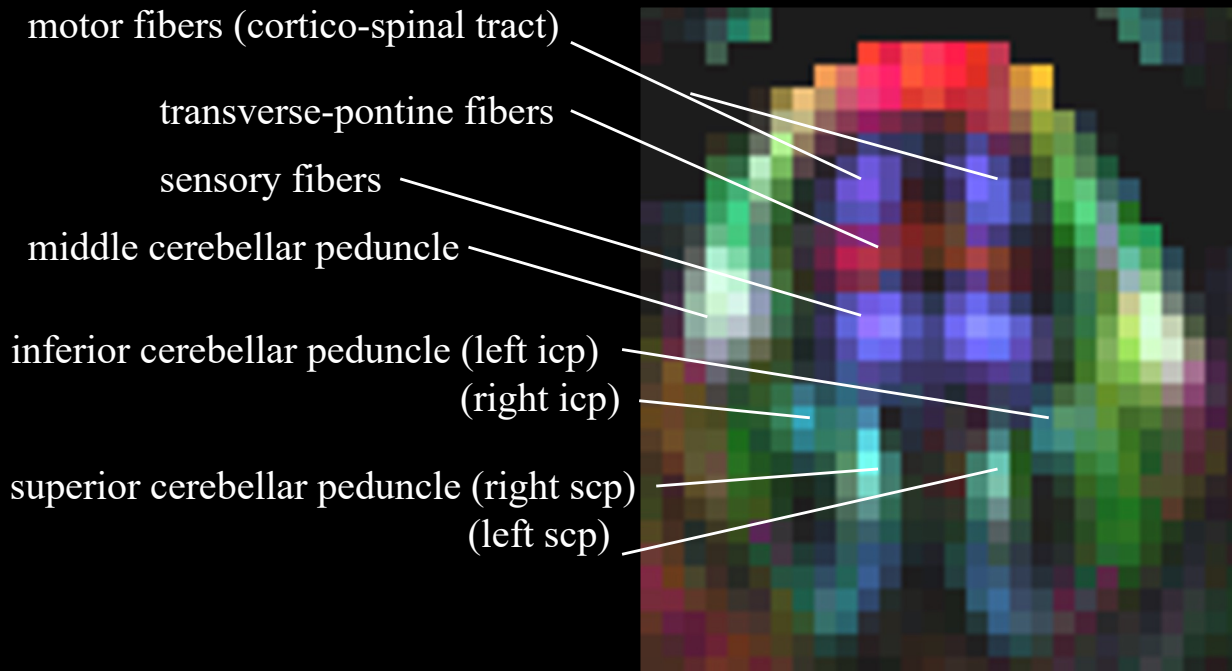 motor fibers (cortico-spinal tract)
transverse-pontine fibers
sensory fibers
middle cerebellar peduncle
inferior cerebellar peduncle (left icp)
(right icp)
superior cerebellar peduncle (right scp)
(left scp)